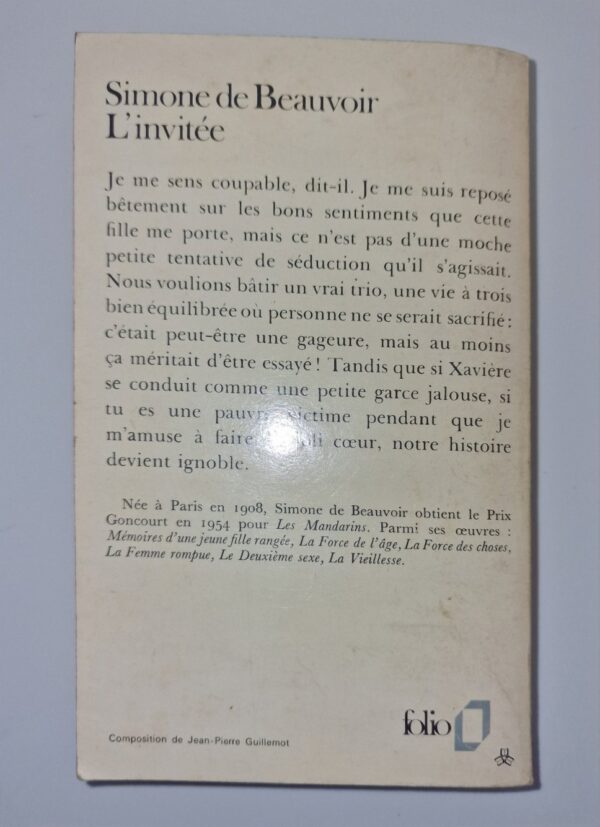 Simone de Beauvoir
L'invitée
Je me sens coupable, dit-il. Je me suis reposé
bêtement sur les bons sentiments que cette
fille me porte, mais ce n'est pas d'une moche
petite tentative de séduction qu'il s'agissait.
Nous voulions bâtir un vrai trio, une vie à trois
bien équilibrée où personne ne se serait sacrifié :
c'était peut-être une gageure, mais au moins
ça méritait d'être essayé ! Tandis que si Xavière
se conduit comme une petite garce jalouse, si
tu es une pauvre victime pendant que je
m'amuse à faire joli cœur, notre histoire
devient ignoble.
Née à Paris en 1908, Simone de Beauvoir obtient le Prix
Goncourt en 1954 pour Les Mandarins. Parmi ses œuvres :
Mémoires d'une jeune fille rangée, La Force de l'âge, La Force des choses,
La Femme rompue, Le Deuxième sexe, La Vieillesse.
folio
Composition de Jean-Pierre Guillemot